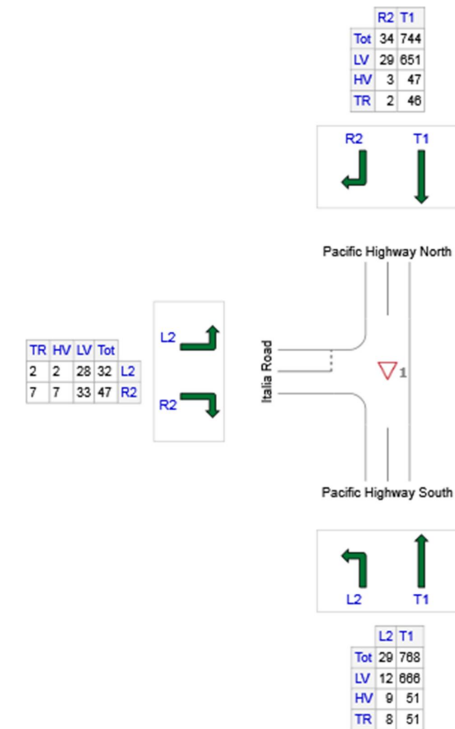 R2 T1
Tot 34 744
LV 29 651
HV 3 47
TR 2 46
R2 T1
Pacific Highway North
L2
R2
TR HV LV Tot
2 2 28 32 L2
7 7 33 47 R2
Italia Road
1
Pacific Highway South
L2 T1
L2 T1
Tot 29 768
LV 12 666
HV 9 51
TR 8 51